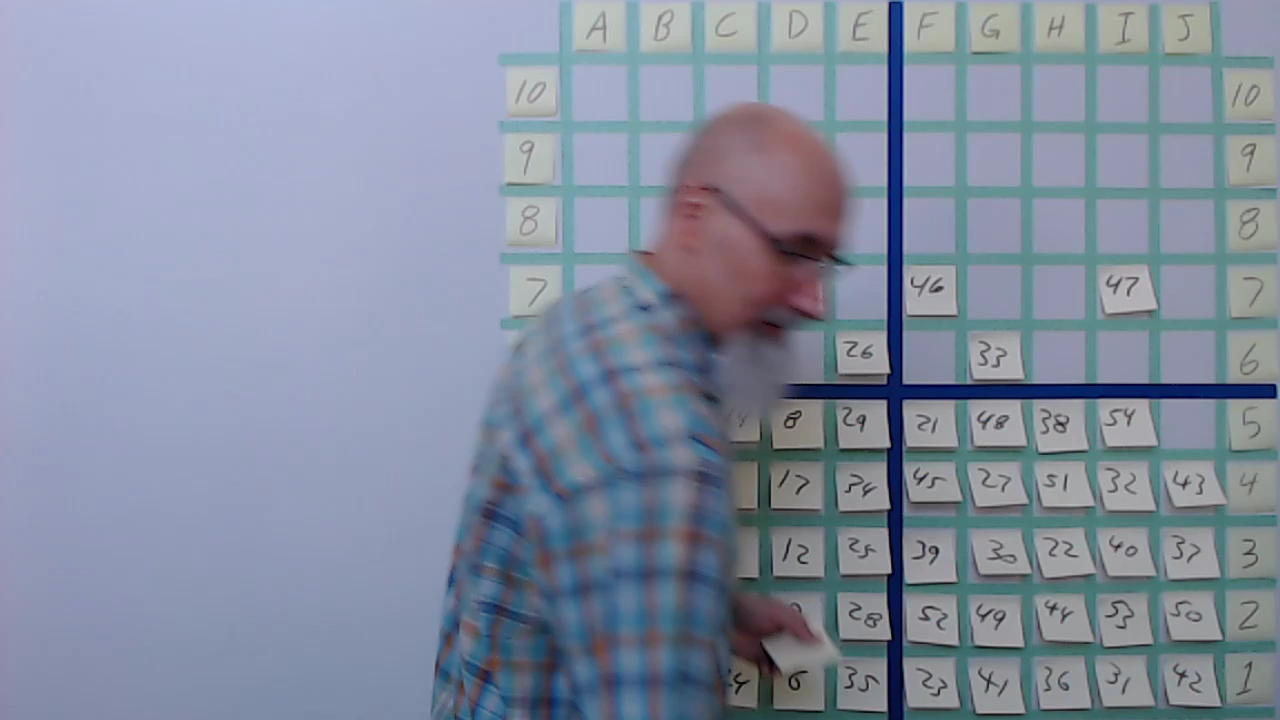 A B C D E F G H I J
10 10
9 9
8 8
7 46 47 7
26 33 6
8 29 21 48 38 54 5
17 34 45 27 51 32 43 4
12 25 39 30 22 40 37 3
28 52 49 44 53 50 2
6 35 23 41 36 31 42 1